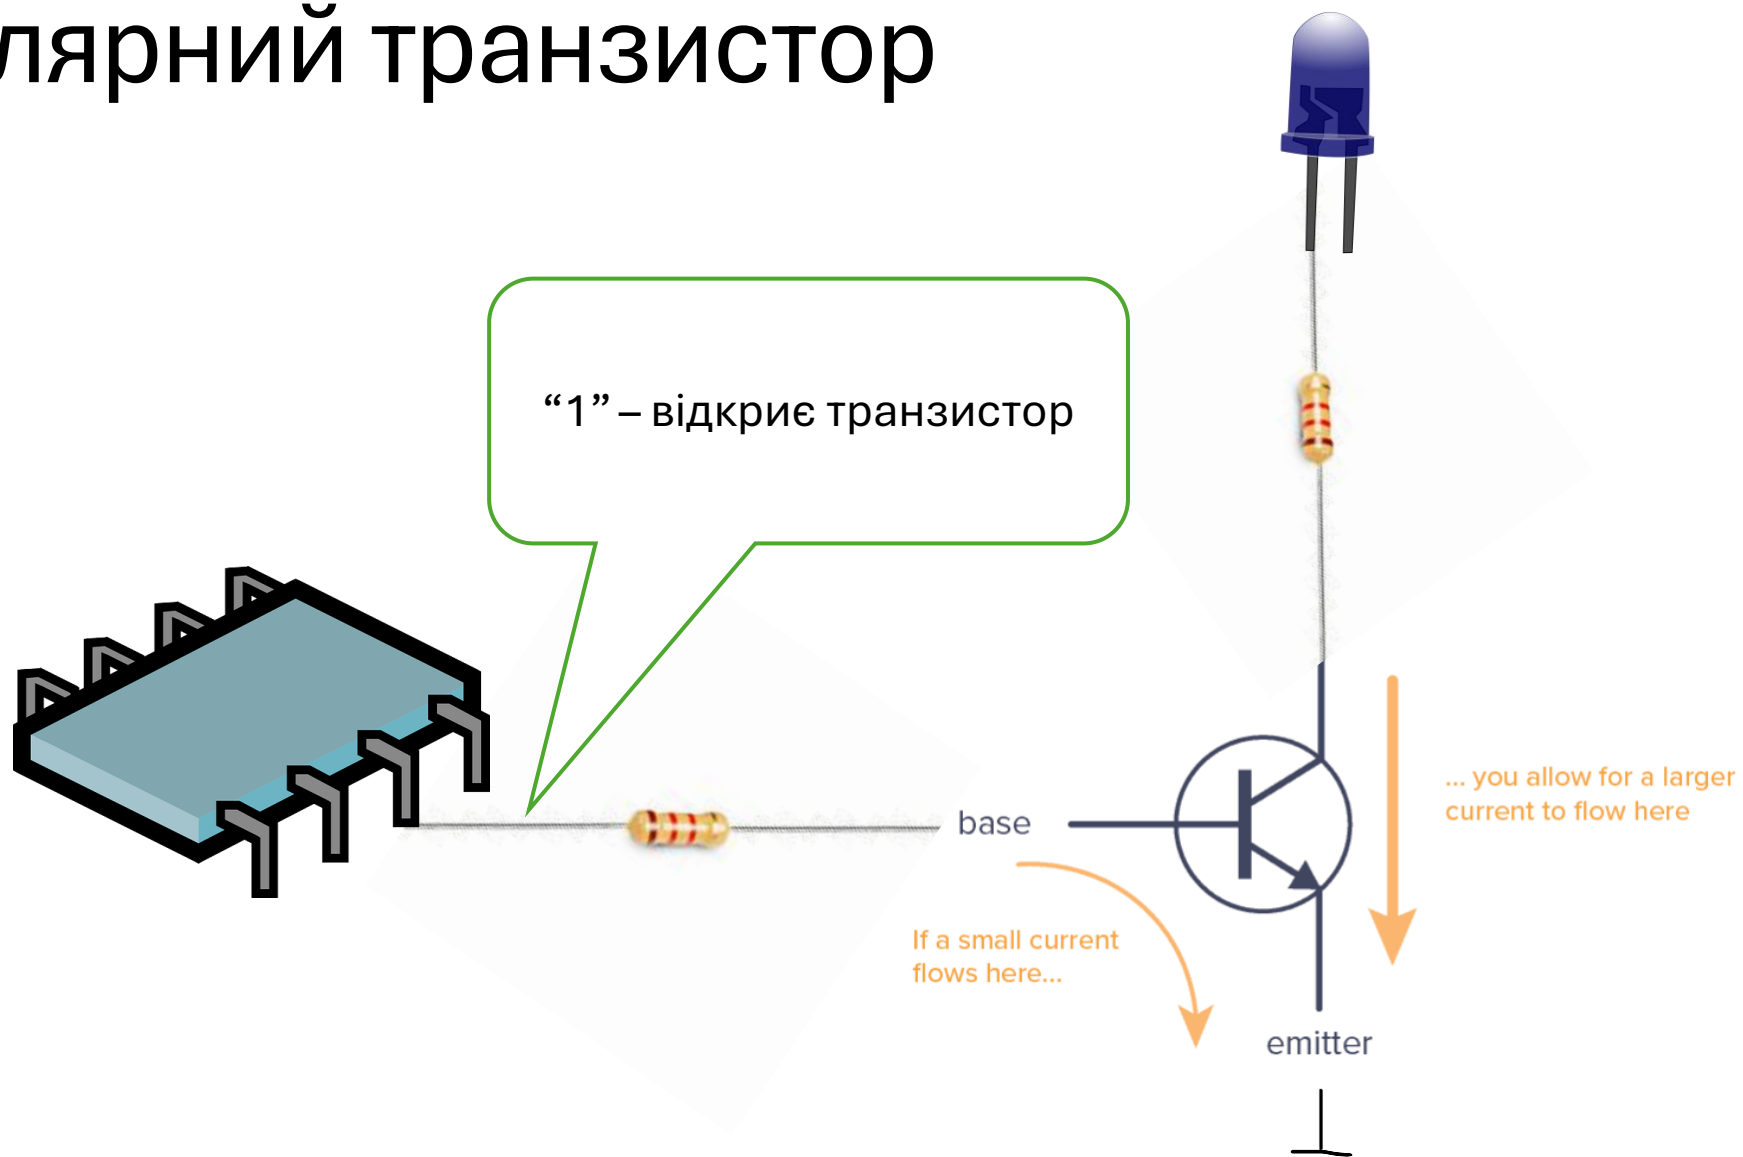 лярний транзистор
“1” – відкриє транзистор
base
... you allow for a larger
current to flow here
If a small current
flows here...
emitter